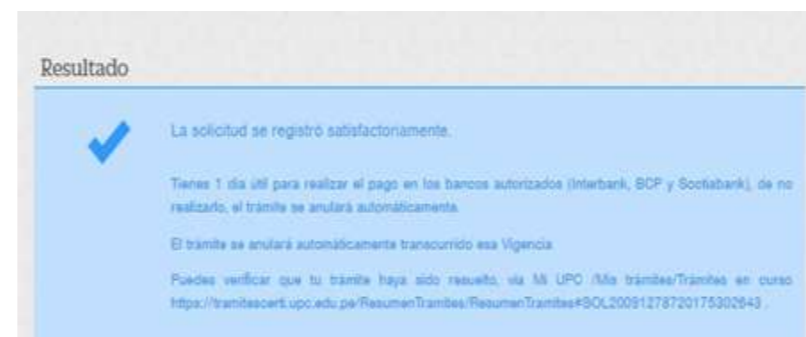 Resultado
La solicitud se registró satisfactoriamente.
Tienes 1 día útil para realizar el pago en los bancos autorizados (Interbank, BCP y Scotiabank), de no
realizarlo, el trámite se anulará automáticamente.
El trámite se anulará automáticamente transcurrido esa Vigencia
Puedes verificar que tu trámite haya sido resuelto, vía Mi UPC /Mis trámites/Trámites en curso
https://tramitescerti.upc.edu.pe/ResumenTramites/ResumenTramites#SOL20091278720175302643 .